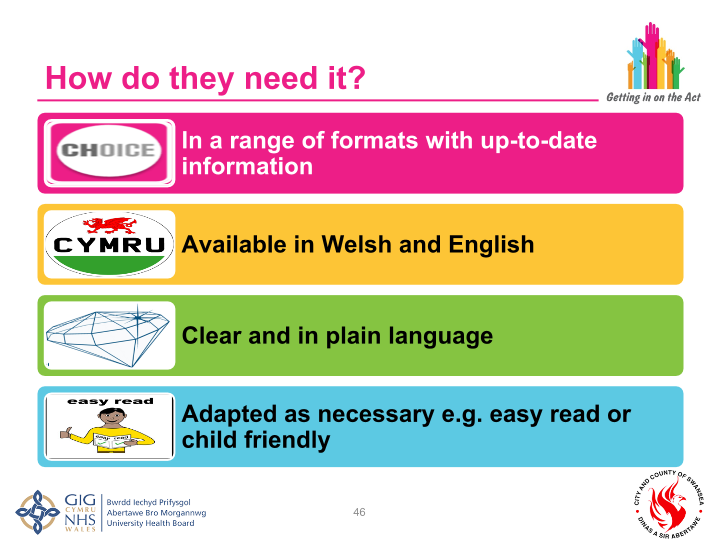 How do they need it?
Getting in on the Act
CHOICE
In a range of formats with up-to-date
information
CYMRU
Available in Welsh and English
Clear and in plain language
easy read
easy read
Adapted as necessary e.g. easy read or
child friendly
GIG
CYMRU
NHS
WALES
Bwrdd Iechyd Prifysgol
Abertawe Bro Morgannwg
University Health Board
46
CITY AND COUNTY OF SWANSEA
DINAS A SIR ABERTAWE